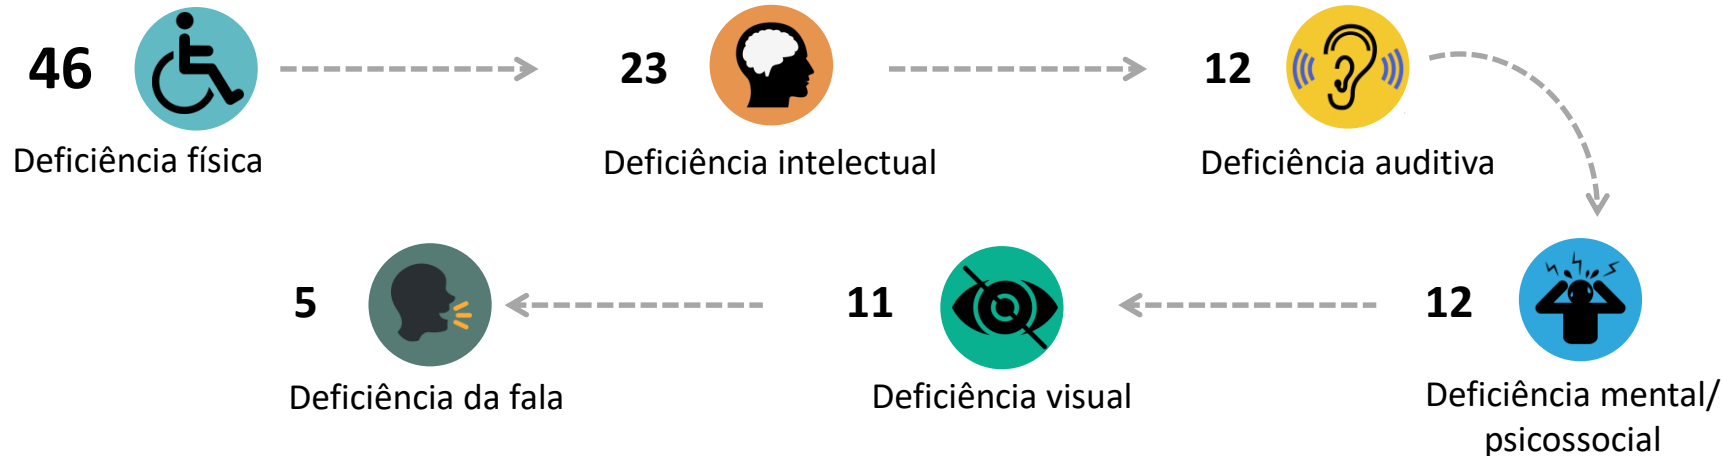 46
Deficiência física
23
Deficiência intelectual
12
Deficiência auditiva
12
Deficiência mental/
psicossocial
11
Deficiência visual
5
Deficiência da fala